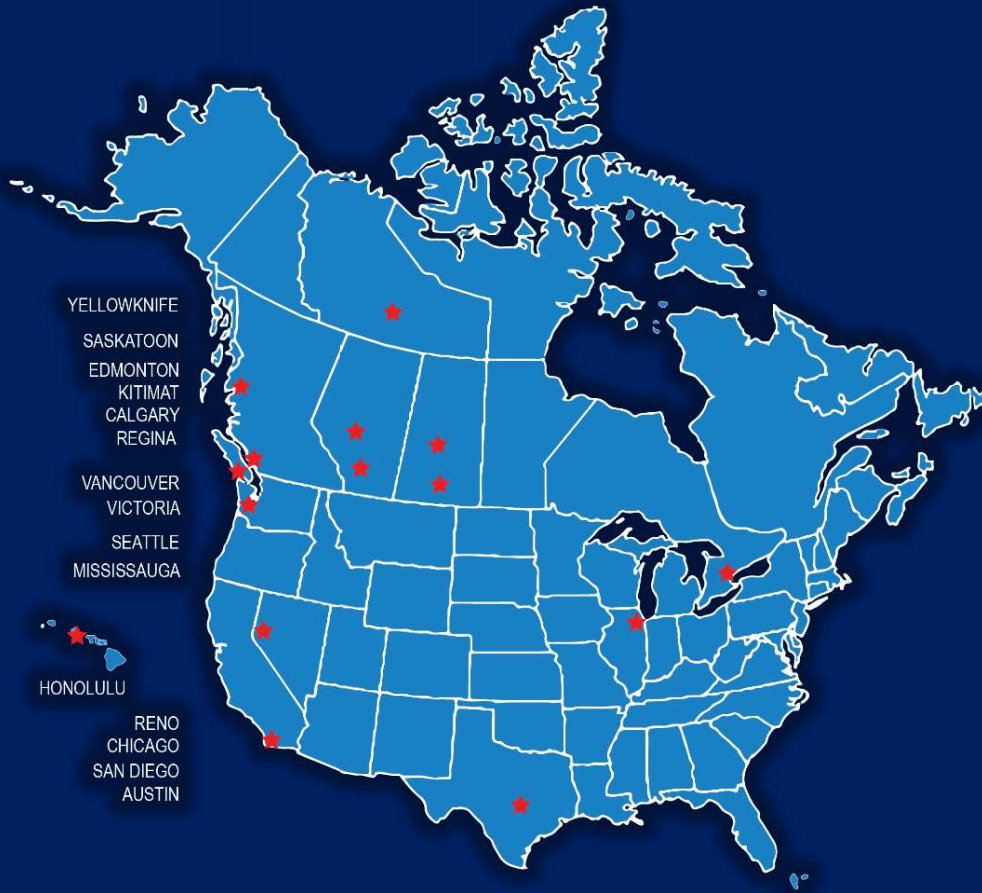 YELLOWKNIFE
SASKATOON
EDMONTON
KITIMAT
CALGARY
REGINA
VANCOUVER
VICTORIA
SEATTLE
MISSISSAUGA
HONOLULU
RENO
CHICAGO
SAN DIEGO
AUSTIN